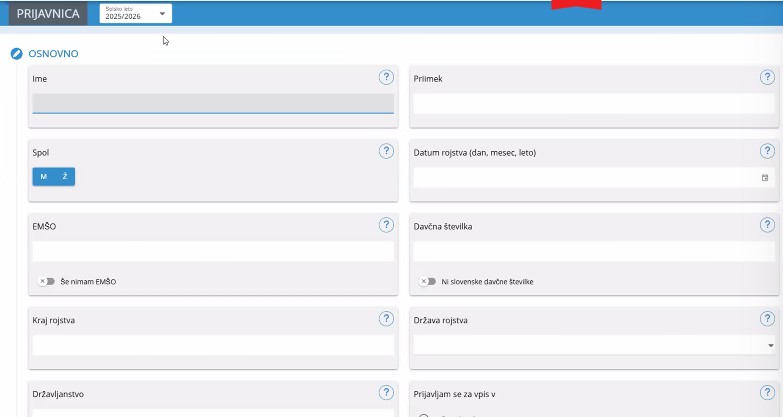 PRIJAVNICA
Šolsko leto
2025/2026
OSNOVNO
Ime
?
Priimek
?
Spol
?
M Ž
Datum rojstva (dan, mesec, leto)
?
EMŠO
?
Še nimam EMŠO
Davčna številka
?
Ni slovenske davčne številke
Kraj rojstva
?
Država rojstva
?
Državljanstvo
?
Prijavljam se za vpis v
?